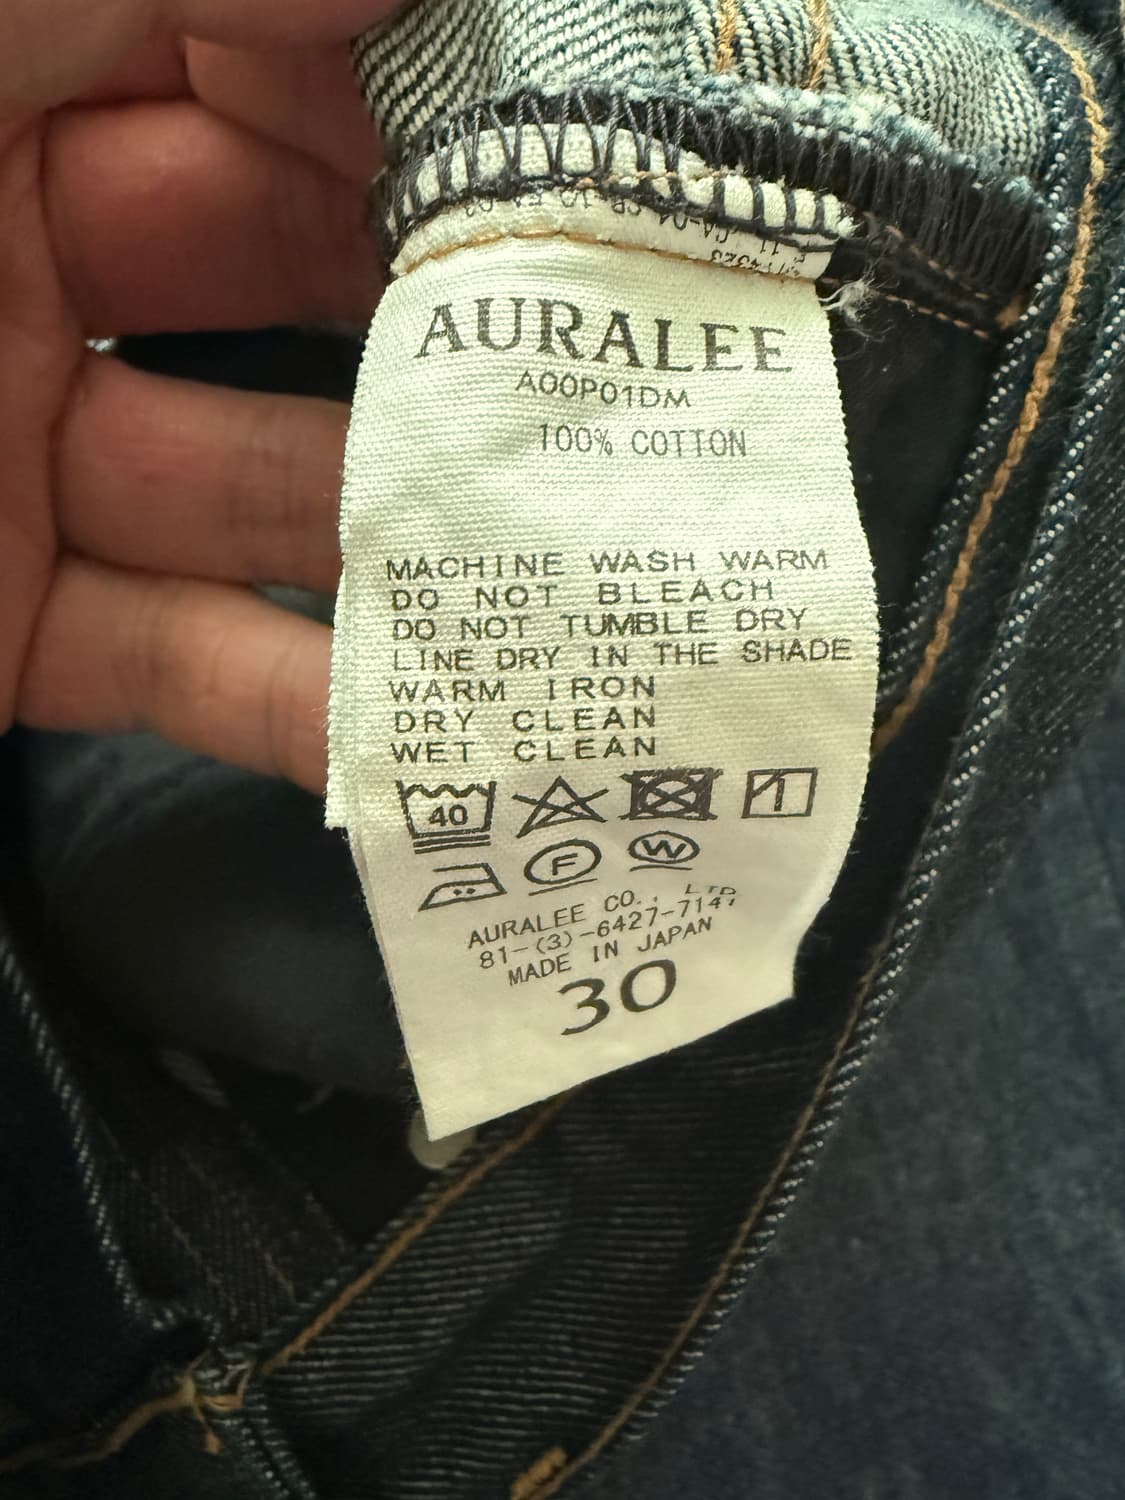 AURALEE
A00P01DM
100% COTTON
MACHINE WASH WARM
DO NOT BLEACH
DO NOT TUMBLE DRY
LINE DRY IN THE SHADE
WARM IRON
DRY CLEAN
WET CLEAN
40
F W
AURALEE CO., LTD
81-(3)-6427-7141
MADE IN JAPAN
30